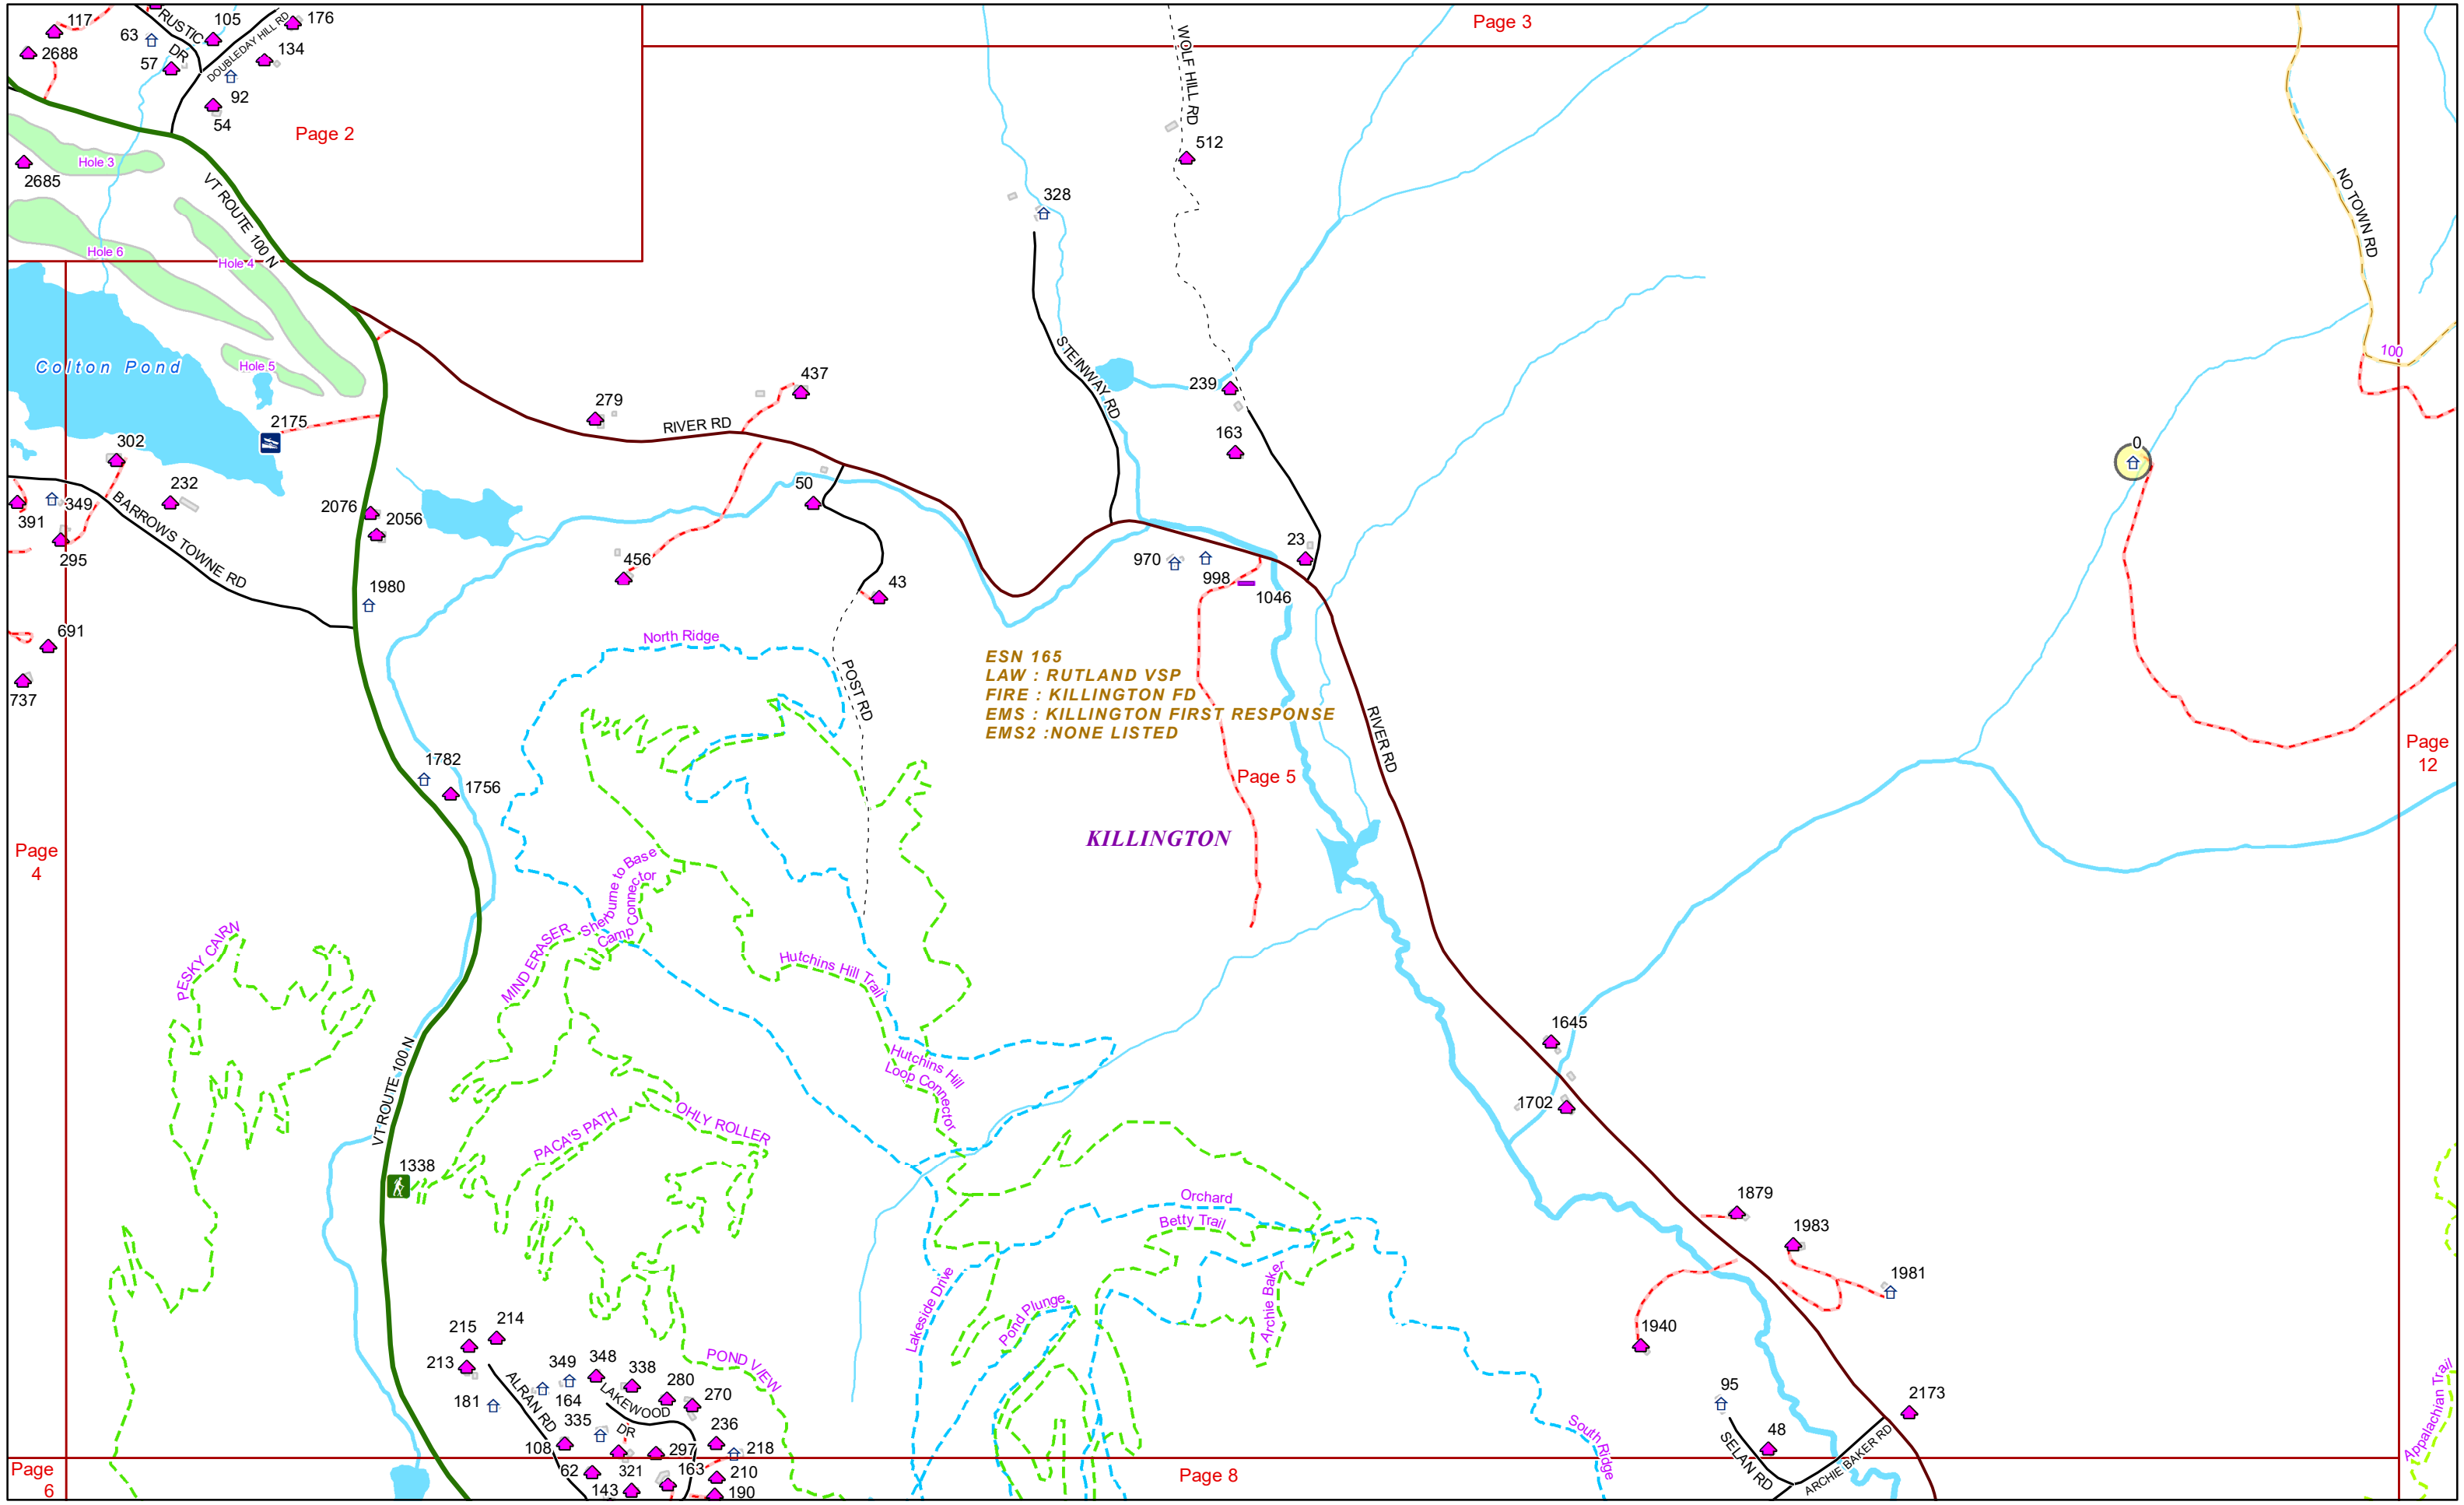 117
105
176
Page 3
RUSTIC DR
63
DOUBLEDAY HILL RD
2688
57
134
92
54
Page 2
WOLF HILL RD
512
Hole 3
2685
VT ROUTE 100 N
328
NO TOWN RD
Hole 6
Hole 4
Colton Pond
Hole 5
STEINWAY RD
100
437
239
279
RIVER RD
2175
163
0
302
232
50
349
391
BARROWS TOWNE RD
2076
2056
295
456
23
970
998
1046
1980
43
691
North Ridge
737
POST RD
ESN 165
LAW : RUTLAND VSP
FIRE : KILLINGTON FD
EMS : KILLINGTON FIRST RESPONSE
EMS2 :NONE LISTED
RIVER RD
Page
12
1782
1756
Page 5
KILLINGTON
Page
4
Sherburne to Base
Camp Connector
MIND ERASER
PESKY CAIRN
Hutchins Hill Trail
1645
Hutchins Hill
Loop Connector
VT ROUTE 100 N
1702
PACA'S PATH
OHLY ROLLER
1338
Orchard
Betty Trail
1879
1983
1981
Lakeside Drive
Pond Plunge
Archie Baker
1940
214
215
213
349
348
338
POND VIEW
280
270
181
ALRAN RD
164
LAKEWOOD DR
335
236
95
2173
48
South Ridge
Appalachian Trail
108
297
218
SELAN RD
ARCHIE BAKER RD
Page
6
62
321
163
210
Page 8
143
190